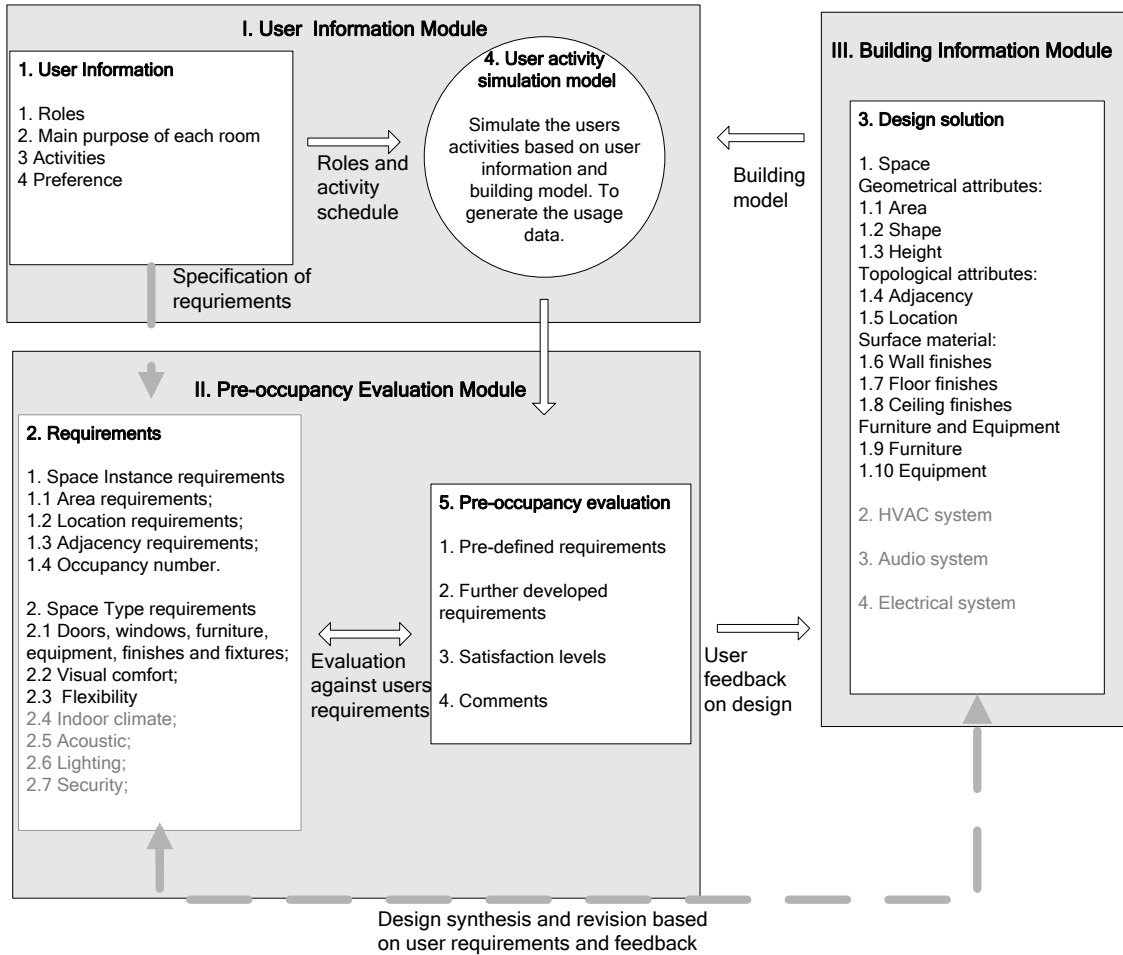 I. User  Information Module
1. User Information
1. Roles
2. Main purpose of each room
3 Activities
4 Preference
Roles and
activity
schedule
4. User activity
simulation model
Simulate the users
activities based on user
information and
building model. To
generate the usage
data.
Building
model
Specification of
requriements
II. Pre-occupancy Evaluation Module
2. Requirements
1. Space Instance requirements
1.1 Area requirements;
1.2 Location requirements;
1.3 Adjacency requirements;
1.4 Occupancy number.
2. Space Type requirements
2.1 Doors, windows, furniture,
equipment, finishes and fixtures;
2.2 Visual comfort;
2.3  Flexibility
2.4 Indoor climate;
2.5 Acoustic;
2.6 Lighting;
2.7 Security;
Evaluation
against users
requirements
5. Pre-occupancy evaluation
1. Pre-defined requirements
2. Further developed
requirements
3. Satisfaction levels
4. Comments
User
feedback
on design
III. Building Information Module
3. Design solution
1. Space
Geometrical attributes:
1.1 Area
1.2 Shape
1.3 Height
Topological attributes:
1.4 Adjacency
1.5 Location
Surface material:
1.6 Wall finishes
1.7 Floor finishes
1.8 Ceiling finishes
Furniture and Equipment
1.9 Furniture
1.10 Equipment
2. HVAC system
3. Audio system
4. Electrical system
Design synthesis and revision based
on user requirements and feedback